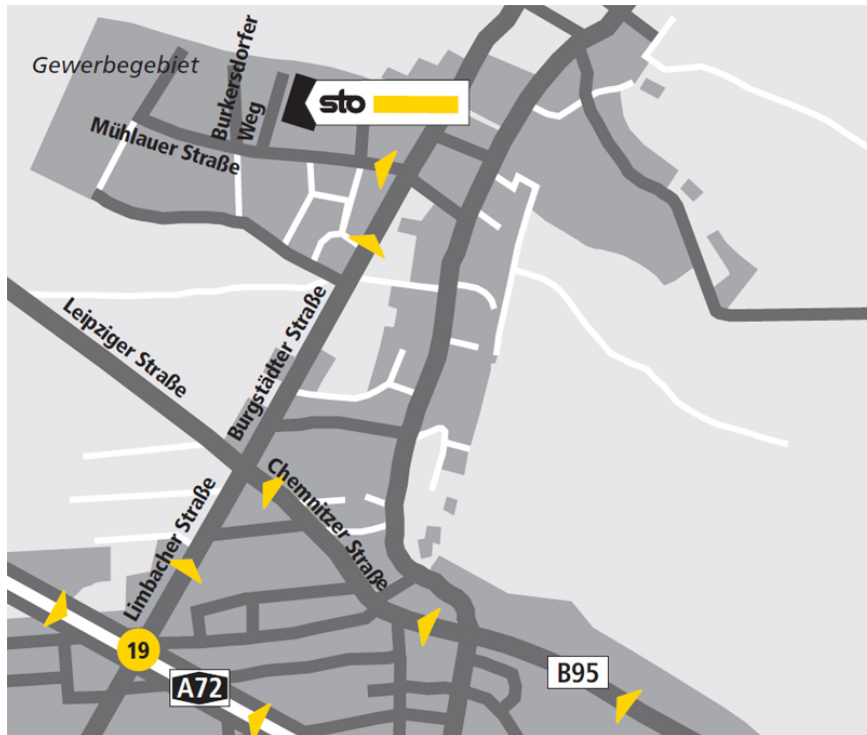 Gewerbegebiet
Burkersdorfer
Weg
sto
Mühlauer Straße
Leipziger Straße
Burgstädter Straße
Chemnitzer Straße
Limbacher Straße
19
A72
B95